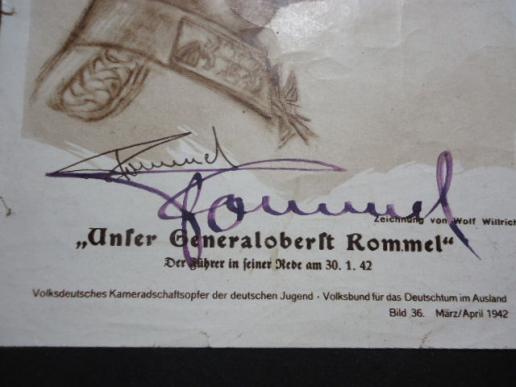 Rommel
Rommel
Zeichnung von Wolf Willrich
„Unser Generaloberst Rommel“
Der Führer in seiner Rede am 30. 1. 42
Volksdeutsches Kameradschaftsopfer der deutschen Jugend · Volksbund für das Deutschtum im Ausland
Bild 36. März/April 1942